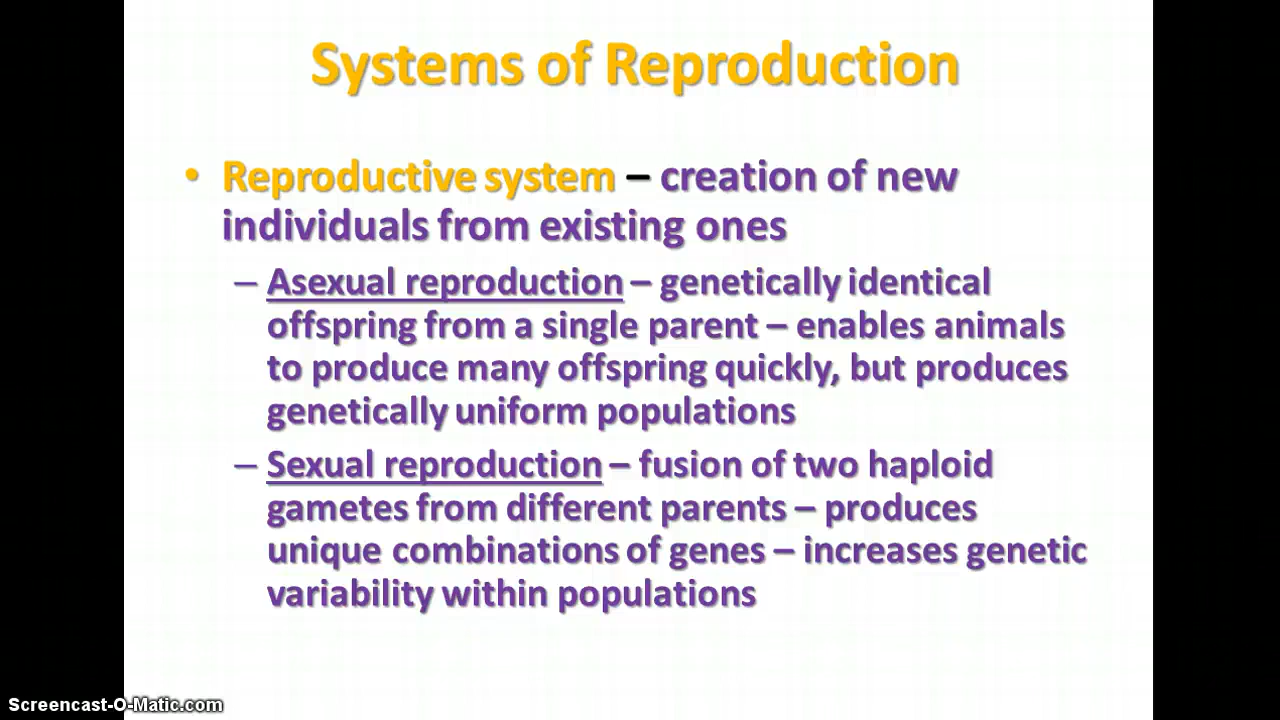 Systems of Reproduction
• Reproductive system – creation of new
individuals from existing ones
– Asexual reproduction – genetically identical
offspring from a single parent – enables animals
to produce many offspring quickly, but produces
genetically uniform populations
– Sexual reproduction – fusion of two haploid
gametes from different parents – produces
unique combinations of genes – increases genetic
variability within populations
Screencast-O-Matic.com